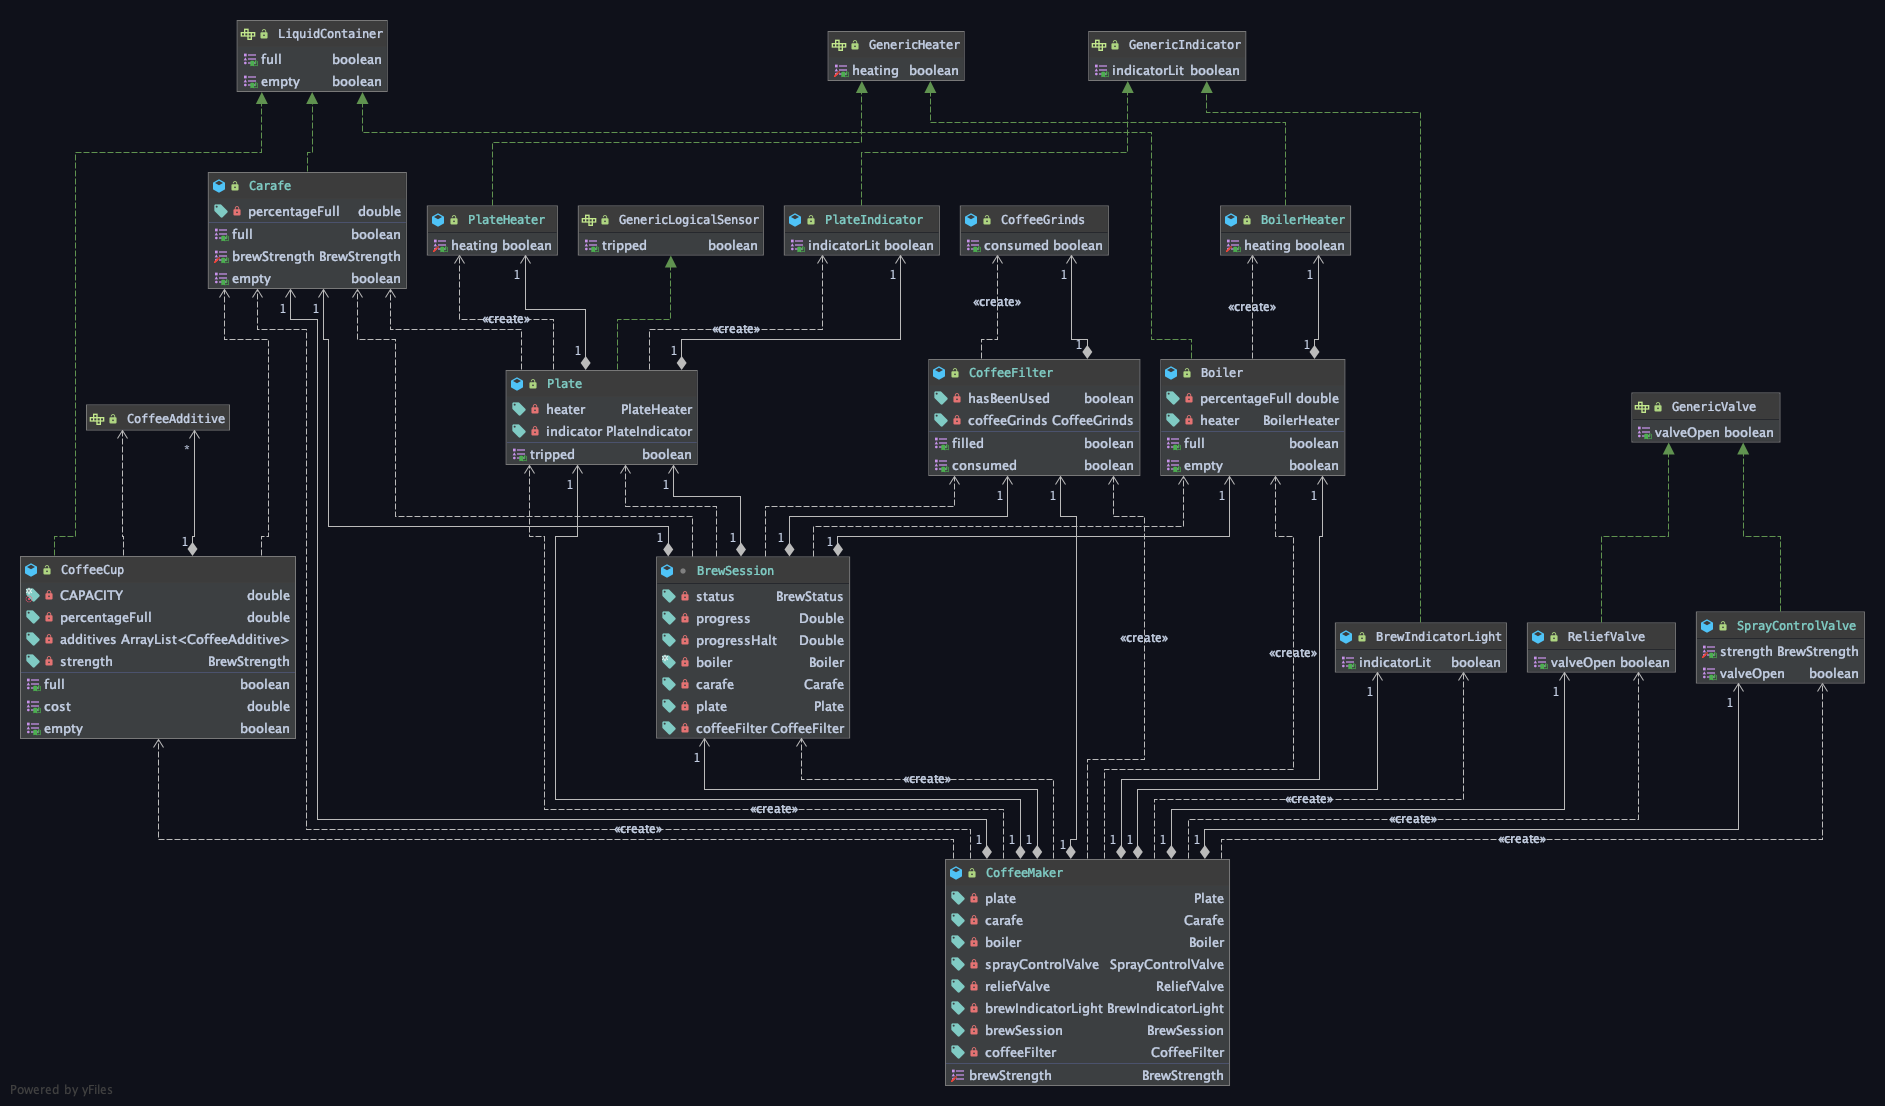 LiquidContainer
full boolean
empty boolean
GenericHeater
heating boolean
GenericIndicator
indicatorLit boolean
Carafe
percentageFull double
full boolean
brewStrength BrewStrength
empty boolean
PlateHeater
heating boolean
GenericLogicalSensor
tripped boolean
PlateIndicator
indicatorLit boolean
CoffeeGrinds
consumed boolean
BoilerHeater
heating boolean
1
1
1
1
1
1
«create»
«create»
«create»
«create»
1
1
1
1
Plate
heater PlateHeater
indicator PlateIndicator
tripped boolean
CoffeeFilter
hasBeenUsed boolean
coffeeGrinds CoffeeGrinds
filled boolean
consumed boolean
Boiler
percentageFull double
heater BoilerHeater
full boolean
empty boolean
CoffeeAdditive
*
1
GenericValve
valveOpen boolean
1
1
1
1
1
1
1
1
1
1
CoffeeCup
CAPACITY double
percentageFull double
additives ArrayList<CoffeeAdditive>
strength BrewStrength
full boolean
cost double
empty boolean
BrewSession
status BrewStatus
progress Double
progressHalt Double
boiler Boiler
carafe Carafe
plate Plate
coffeeFilter CoffeeFilter
«create»
«create»
BrewIndicatorLight
indicatorLit boolean
ReliefValve
valveOpen boolean
SprayControlValve
strength BrewStrength
valveOpen boolean
1
1
1
1
«create»
«create»
«create»
«create»
«create»
«create»
1
1
1
1
1
1
1
1
CoffeeMaker
plate Plate
carafe Carafe
boiler Boiler
sprayControlValve SprayControlValve
reliefValve ReliefValve
brewIndicatorLight BrewIndicatorLight
brewSession BrewSession
coffeeFilter CoffeeFilter
brewStrength BrewStrength
Powered by yFiles